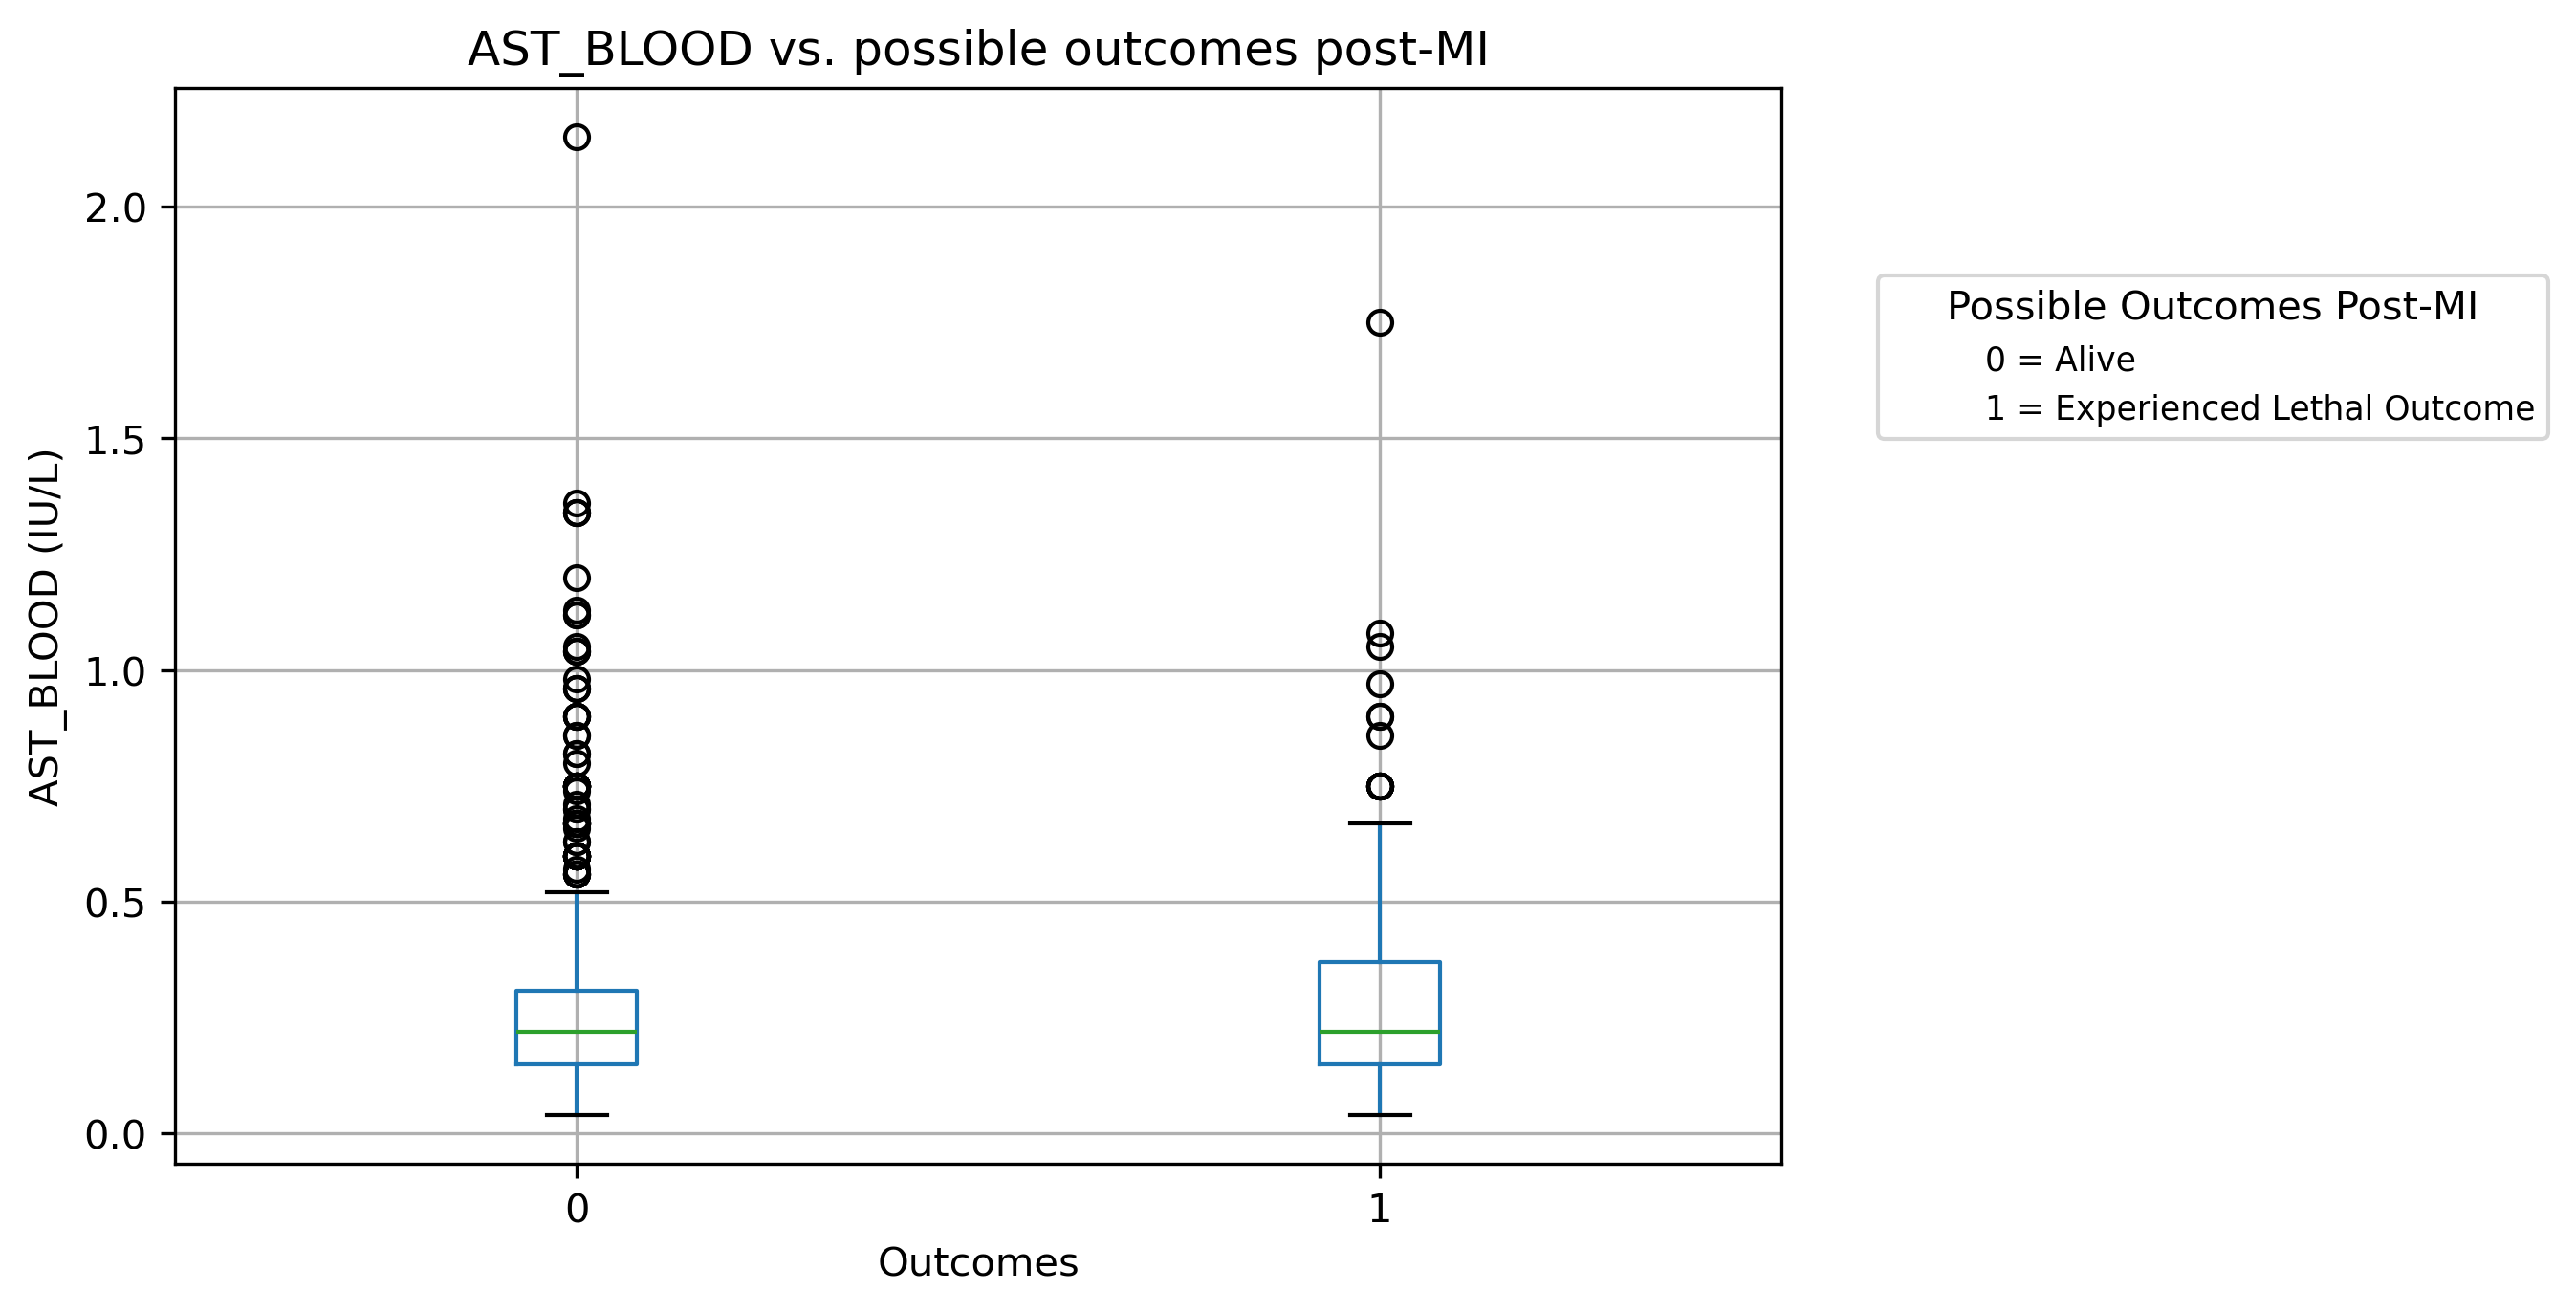 AST_BLOOD vs. possible outcomes post-MI
AST_BLOOD (IU/L)
2.0
1.5
1.0
0.5
0.0
0
1
Outcomes
Possible Outcomes Post-MI
0 = Alive
1 = Experienced Lethal Outcome